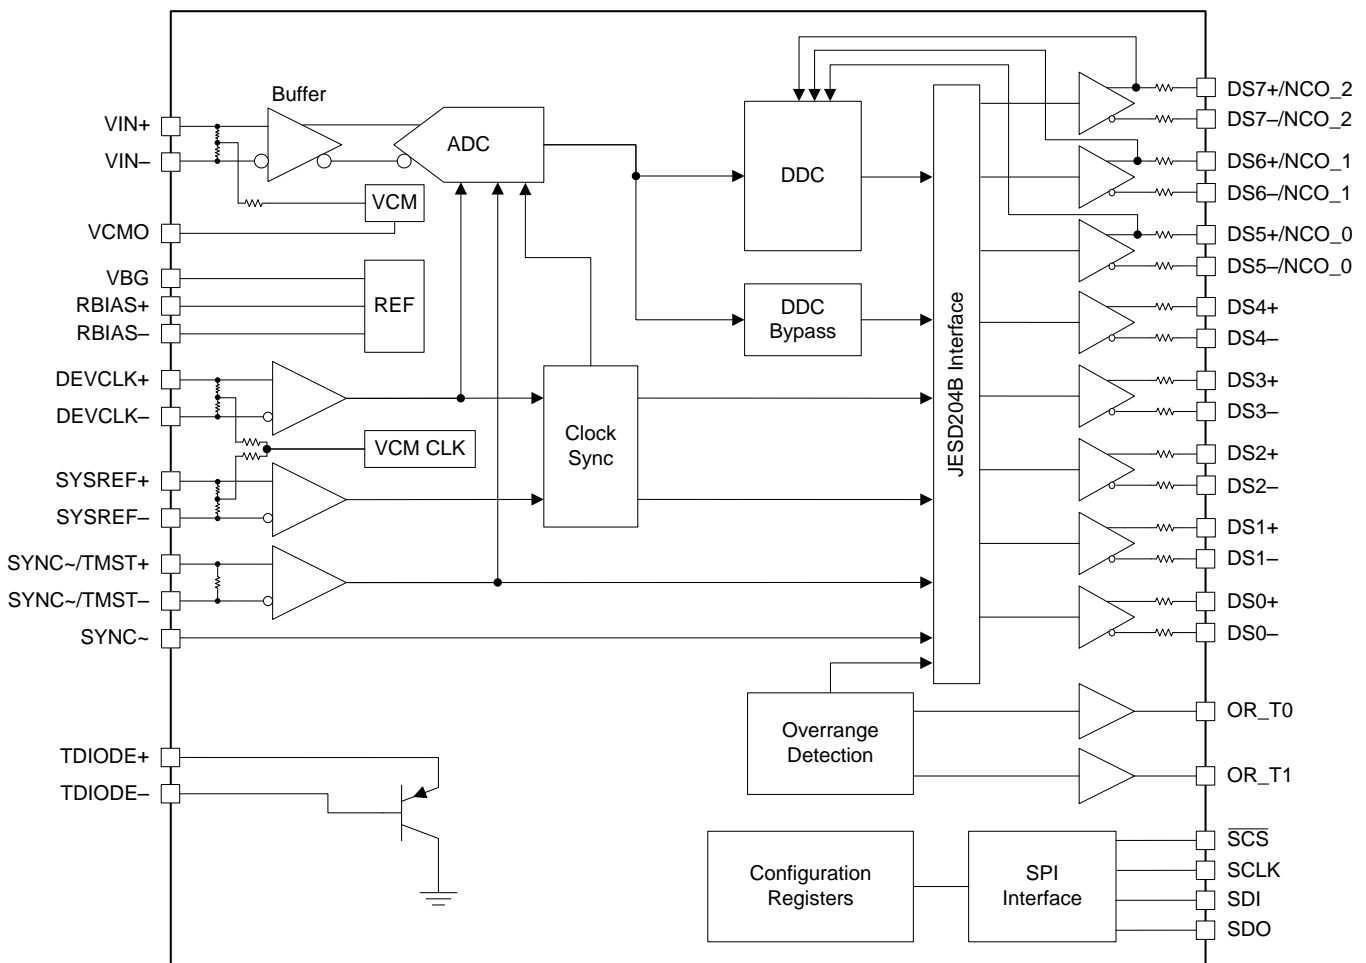 Buffer
VIN+
VIN–
VCMO
VBG
RBIAS+
RBIAS–
DEVCLK+
DEVCLK–
SYSREF+
SYSREF–
SYNC~/TMST+
SYNC~/TMST–
SYNC~
TDIODE+
TDIODE–
ADC
VCM
REF
VCM CLK
Clock
Sync
DDC
DDC
Bypass
JESD204B Interface
Overrange
Detection
Configuration
Registers
SPI
Interface
DS7+/NCO_2
DS7–/NCO_2
DS6+/NCO_1
DS6–/NCO_1
DS5+/NCO_0
DS5–/NCO_0
DS4+
DS4–
DS3+
DS3–
DS2+
DS2–
DS1+
DS1–
DS0+
DS0–
OR_T0
OR_T1
SCS
SCLK
SDI
SDO